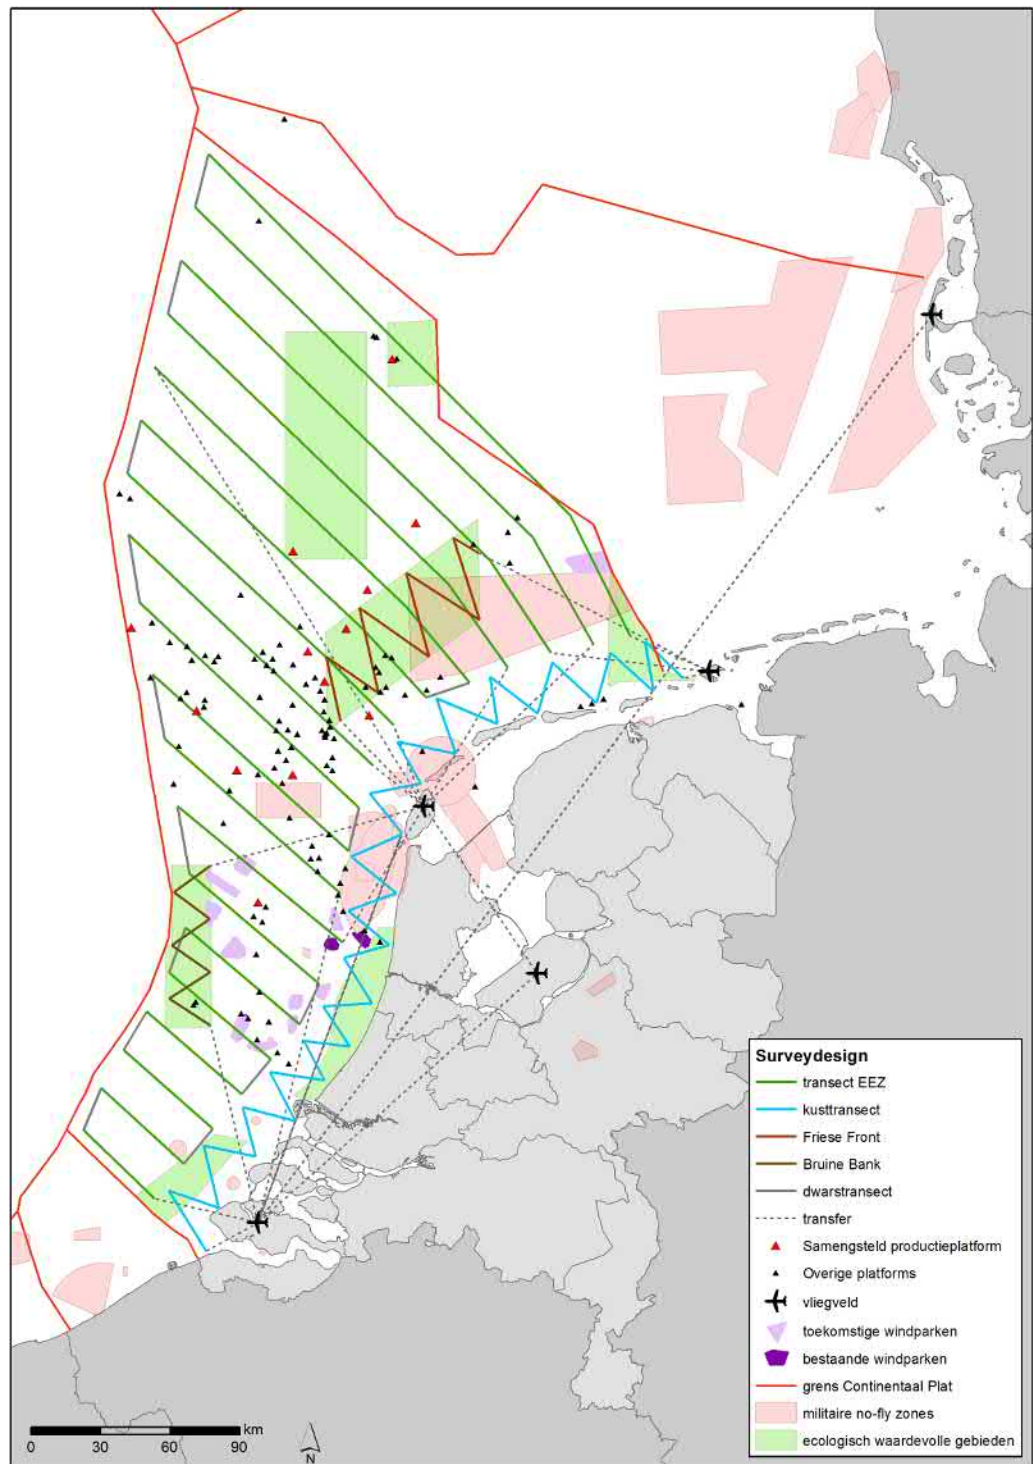 Surveydesign
transect EEZ
kusttransect
Friese Front
Bruine Bank
dwarstransect
transfer
Samengsteld productieplatform
Overige platforms
vliegveld
toekomstige windparken
bestaande windparken
grens Continentaal Plat
militaire no-fly zones
ecologisch waardevolle gebieden
km
0 30 60 90
N